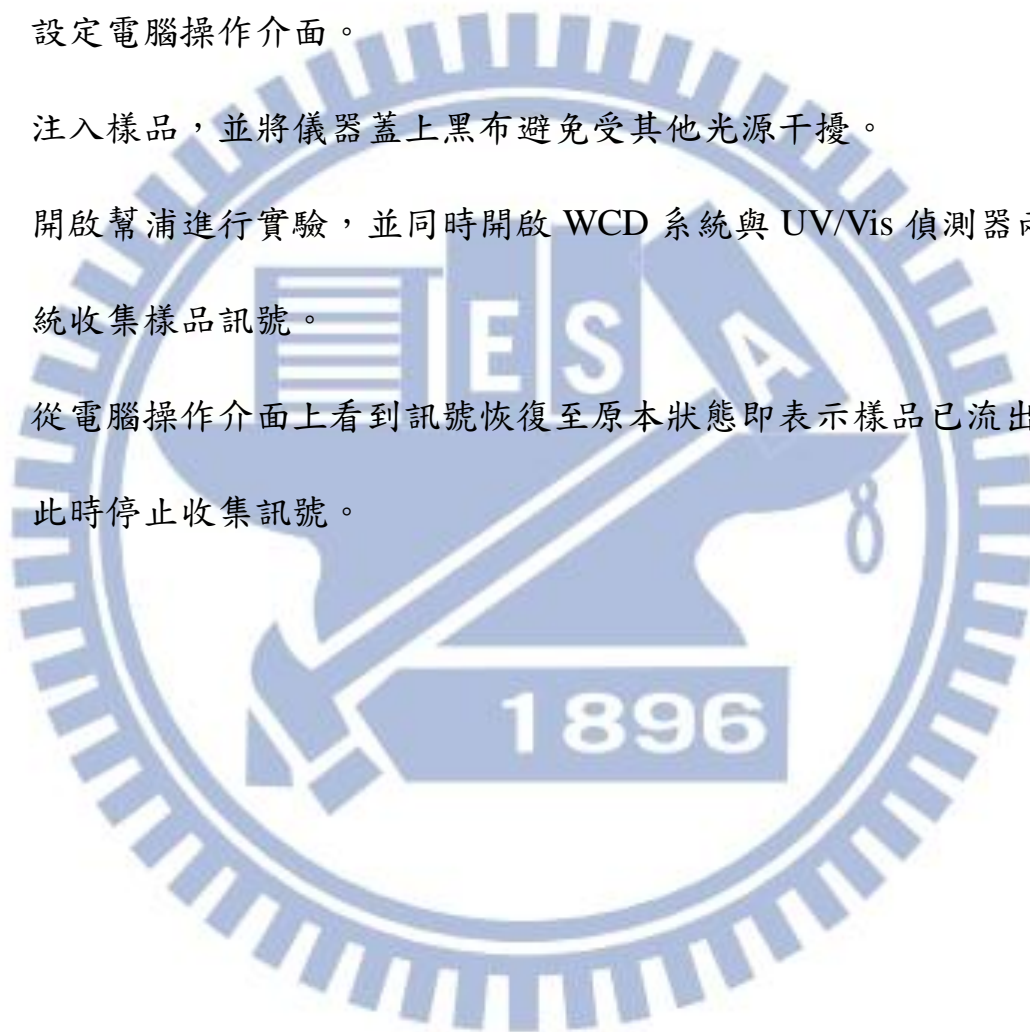 設定電腦操作介面。
注入樣品，並將儀器蓋上黑布避免受其他光源干擾。
開啟幫浦進行實驗，並同時開啟 WCD 系統與 UV/Vis 偵測器
統收集樣品訊號。
從電腦操作介面上看到訊號恢復至原本狀態即表示樣品已流出
此時停止收集訊號。
E S A
1896